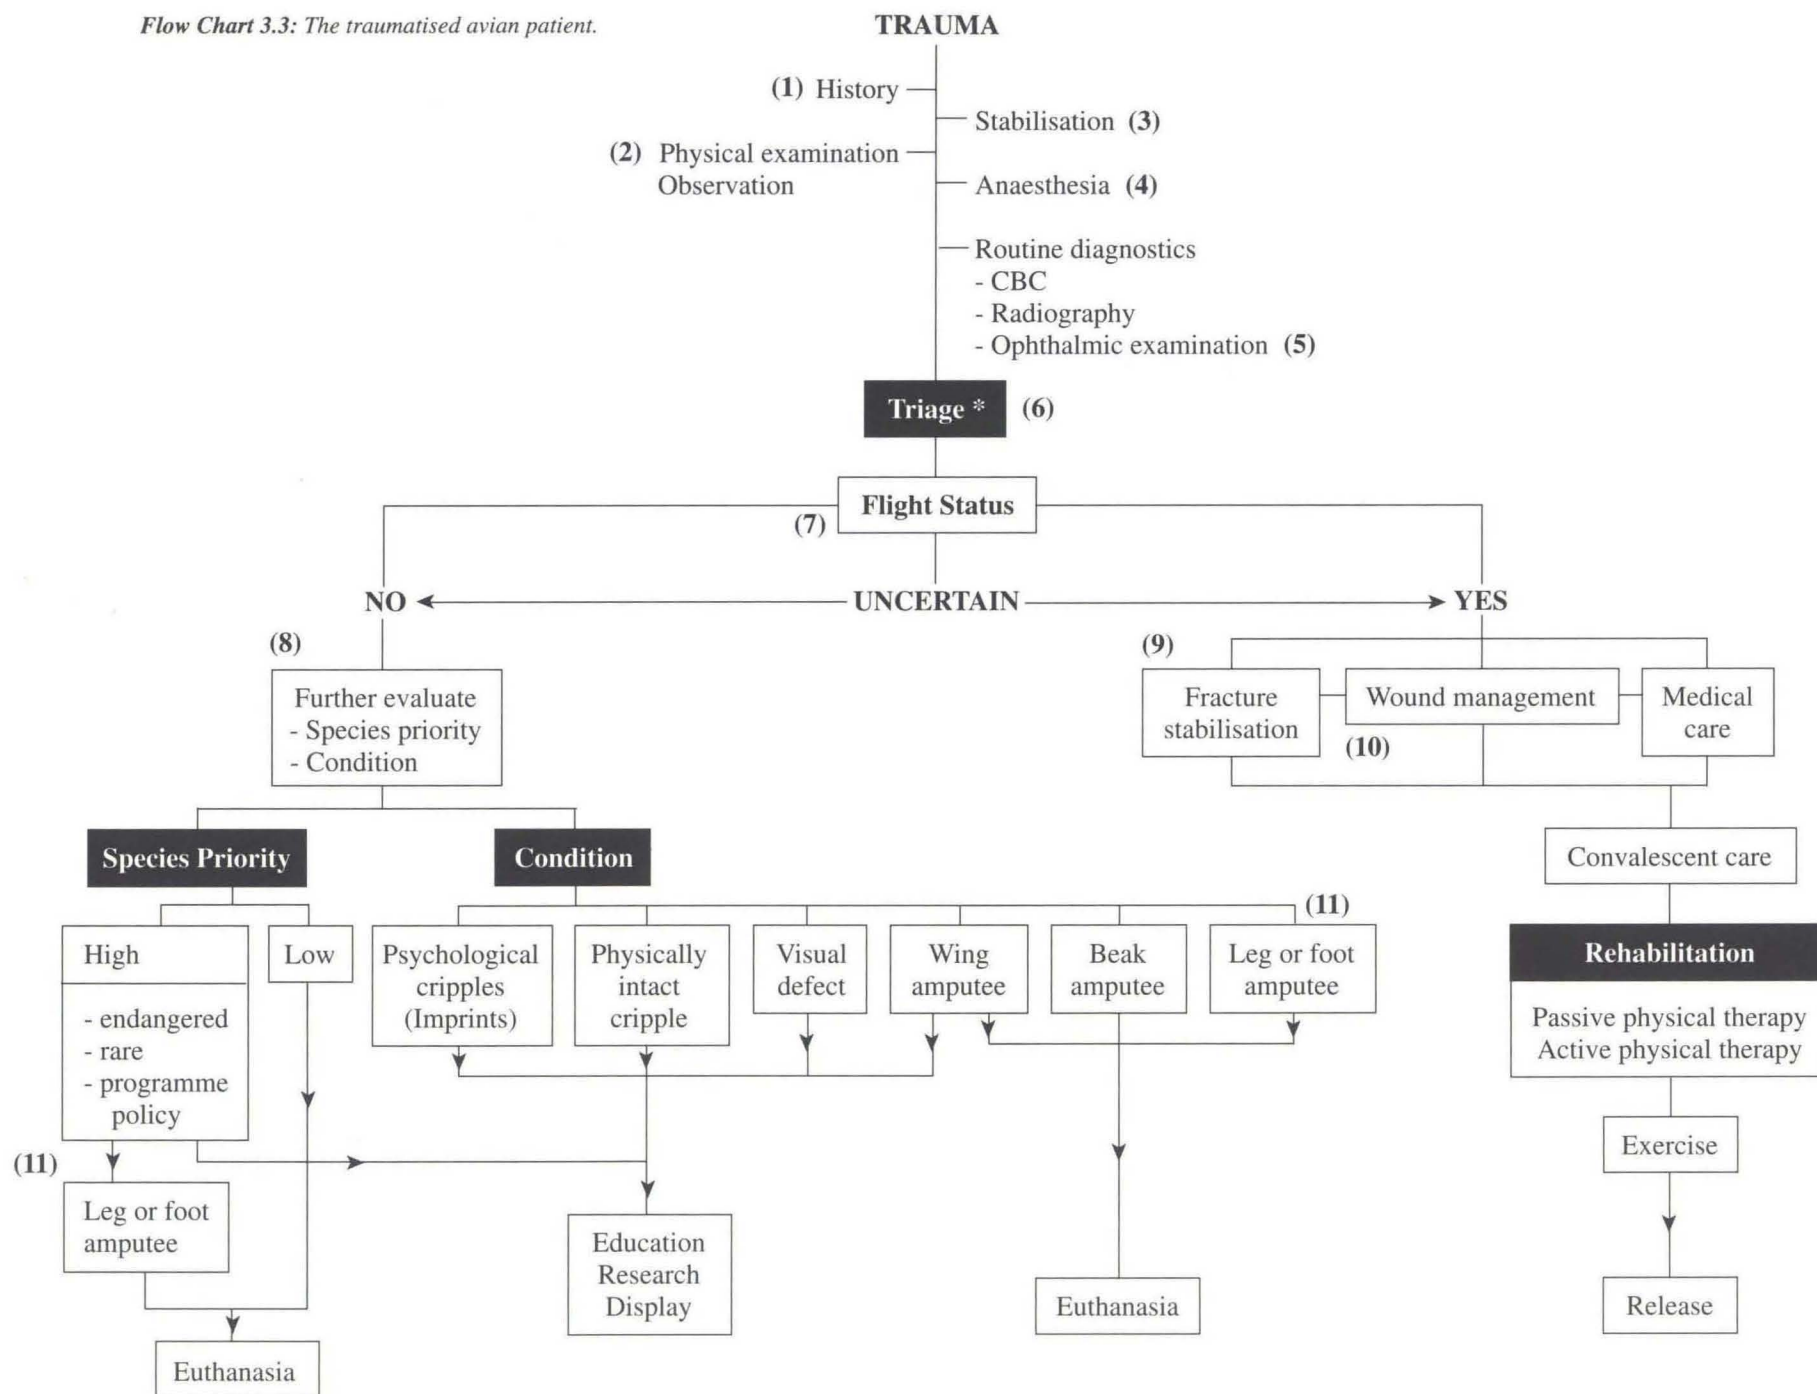 Flow Chart 3.3: The traumatised avian patient.
TRAUMA
(1) History
Stabilisation (3)
(2) Physical examination
Observation
Anaesthesia (4)
Routine diagnostics
- CBC
- Radiography
- Ophthalmic examination (5)
Triage * (6)
Flight Status
(7)
NO
UNCERTAIN
YES
(8)
Further evaluate
- Species priority
- Condition
(9)
Fracture
stabilisation
Wound management
(10)
Medical
care
Species Priority
Condition
Convalescent care
High
- endangered
- rare
- programme
policy
Low
Psychological
cripples
(Imprints)
Physically
intact
cripple
Visual
defect
Wing
amputee
Beak
amputee
(11)
Leg or foot
amputee
Rehabilitation
Passive physical therapy
Active physical therapy
Exercise
Release
(11)
Leg or foot
amputee
Euthanasia
Education
Research
Display
Euthanasia